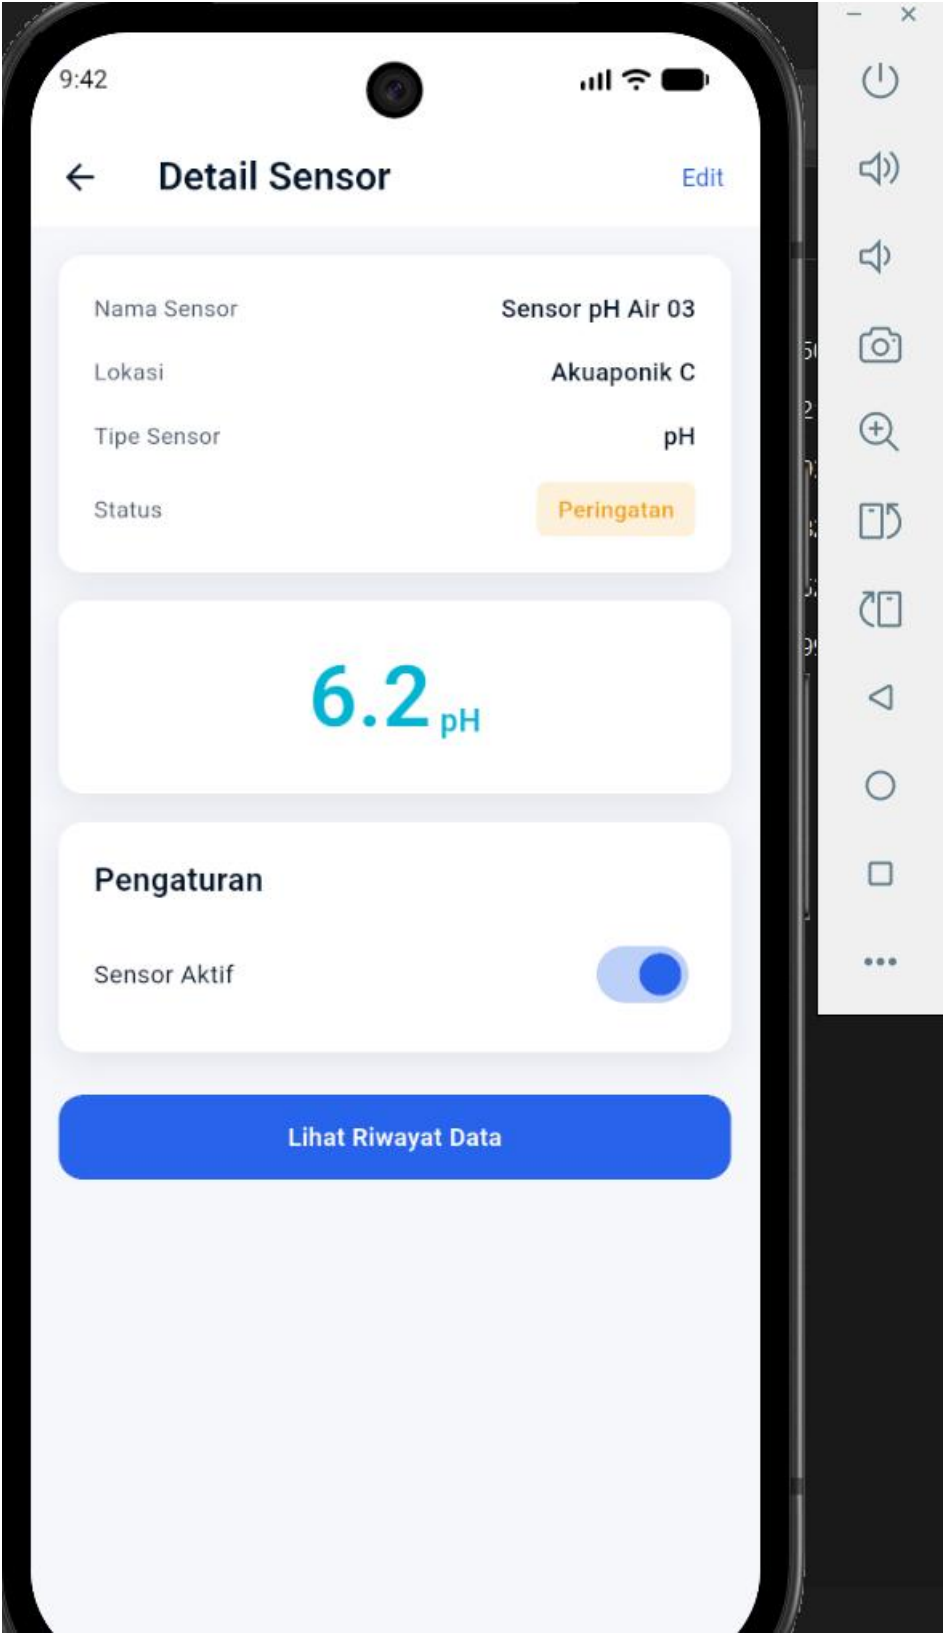 9:42
Detail Sensor
Edit
Nama Sensor
Sensor pH Air 03
Lokasi
Akuaponik C
Tipe Sensor
pH
Status
Peringatan
6.2 pH
Pengaturan
Sensor Aktif
Lihat Riwayat Data